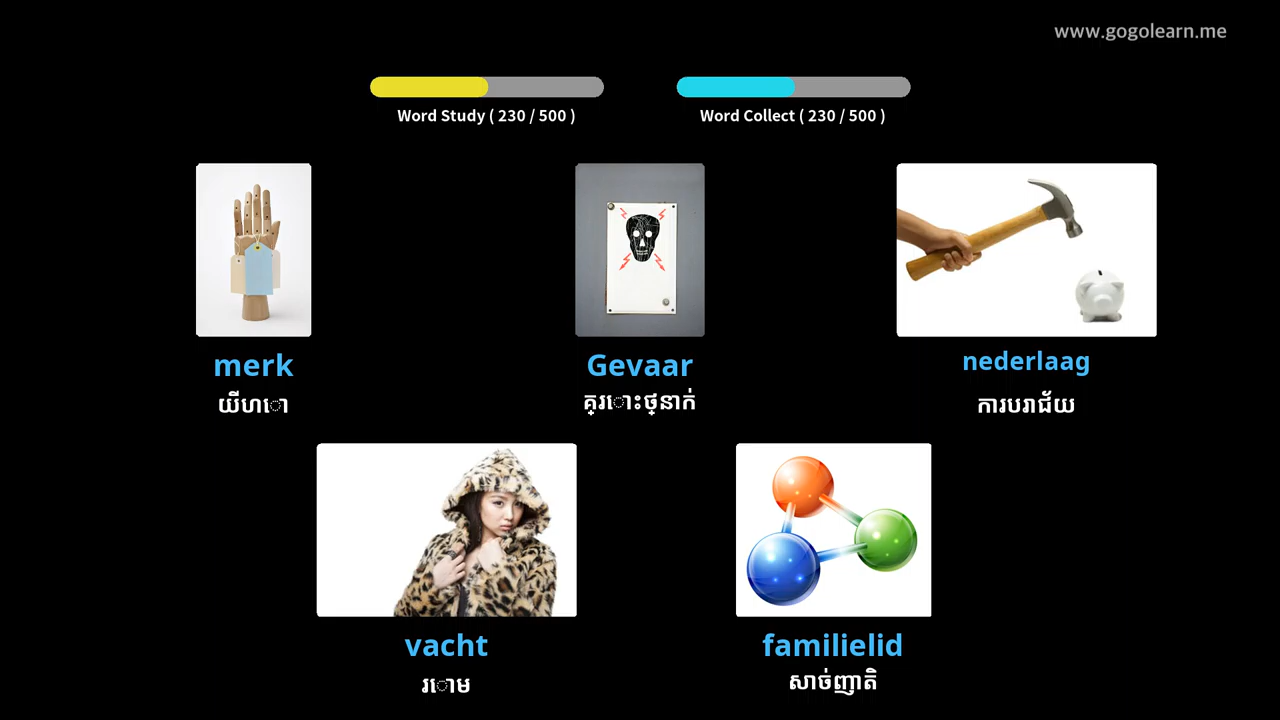 www.gogolearn.me
Word Study ( 230 / 500 )
Word Collect ( 230 / 500 )
merk
Gevaar
nederlaag
យីហោ
គ្រោះថ្នាក់
ការបរាជ័យ
vacht
familielid
រោម
សាច់ញាតិ